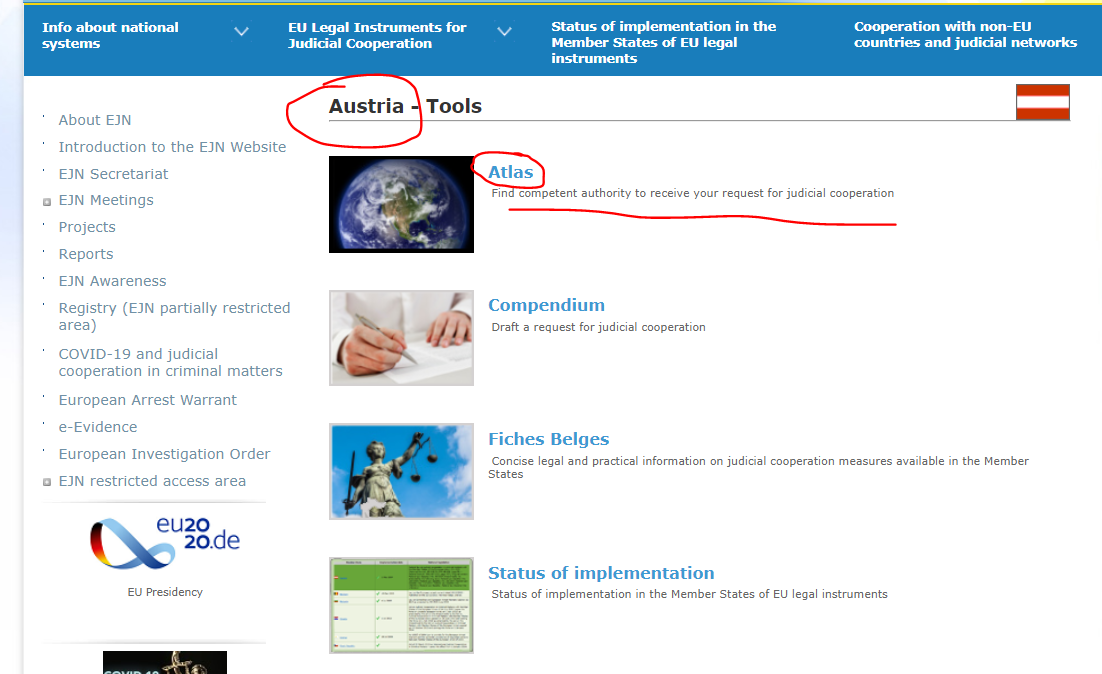 Info about national
systems
EU Legal Instruments for
Judicial Cooperation
Status of implementation in the
Member States of EU legal
instruments
Cooperation with non-EU
countries and judicial networks
About EJN
Introduction to the EJN Website
EJN Secretariat
EJN Meetings
Projects
Reports
EJN Awareness
Registry (EJN partially restricted
area)
COVID-19 and judicial
cooperation in criminal matters
European Arrest Warrant
e-Evidence
European Investigation Order
EJN restricted access area
eu20
20.de
EU Presidency
COVID-19
Austria - Tools
Atlas
Find competent authority to receive your request for judicial cooperation
Compendium
Draft a request for judicial cooperation
Fiches Belges
Concise legal and practical information on judicial cooperation measures available in the Member
States
Status of implementation
Status of implementation in the Member States of EU legal instruments